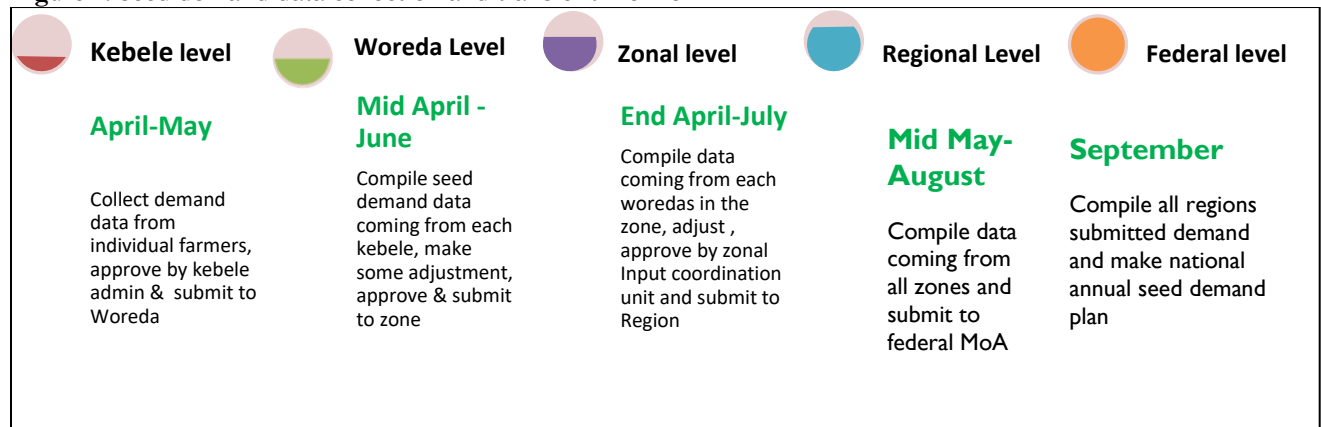 Kebele level
April-May
Collect demand
data from
individual farmers,
approve by kebele
admin & submit to
Woreda
Woreda Level
Mid April -
June
Compile seed
demand data
coming from each
kebele, make
some adjustment,
approve & submit
to zone
Zonal level
End April-July
Compile data
coming from each
woredas in the
zone, adjust ,
approve by zonal
Input coordination
unit and submit to
Region
Regional Level
Mid May-
August
Compile data
coming from
all zones and
submit to
federal MoA
Federal level
September
Compile all regions
submitted demand
and make national
annual seed demand
plan